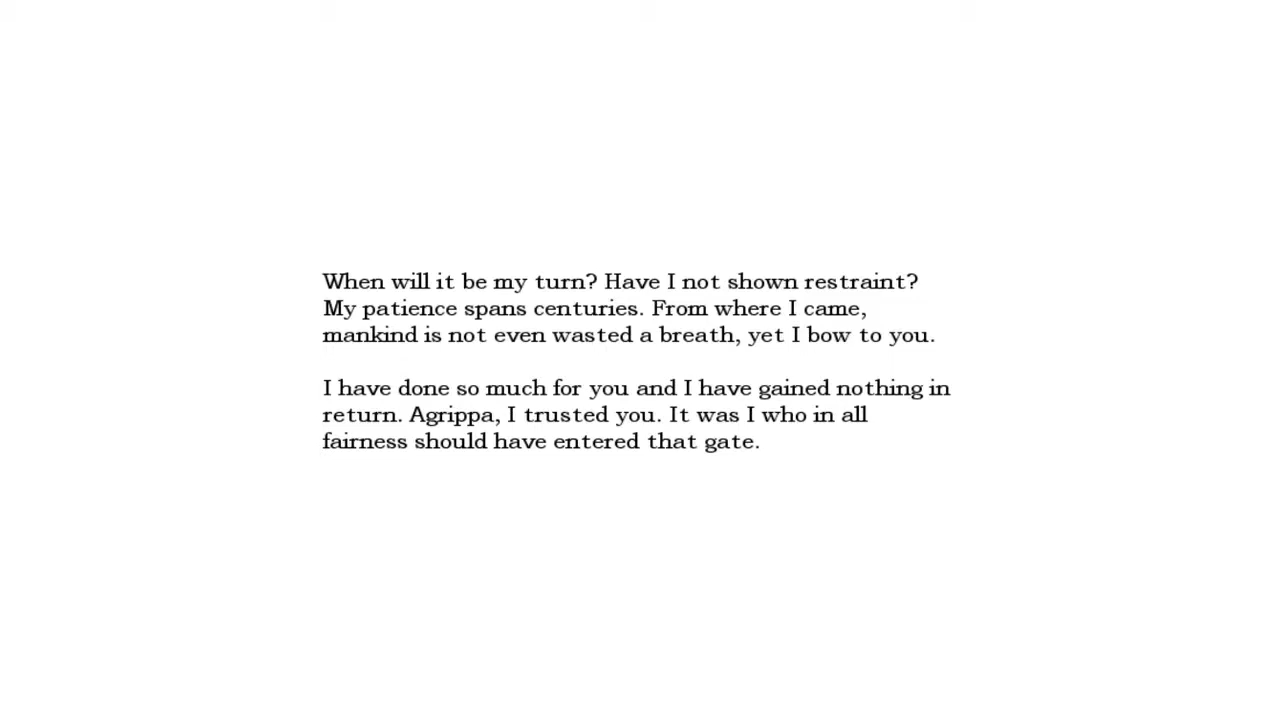 When will it be my turn? Have I not shown restraint?
My patience spans centuries. From where I came,
mankind is not even wasted a breath, yet I bow to you.
I have done so much for you and I have gained nothing in
return. Agrippa, I trusted you. It was I who in all
fairness should have entered that gate.